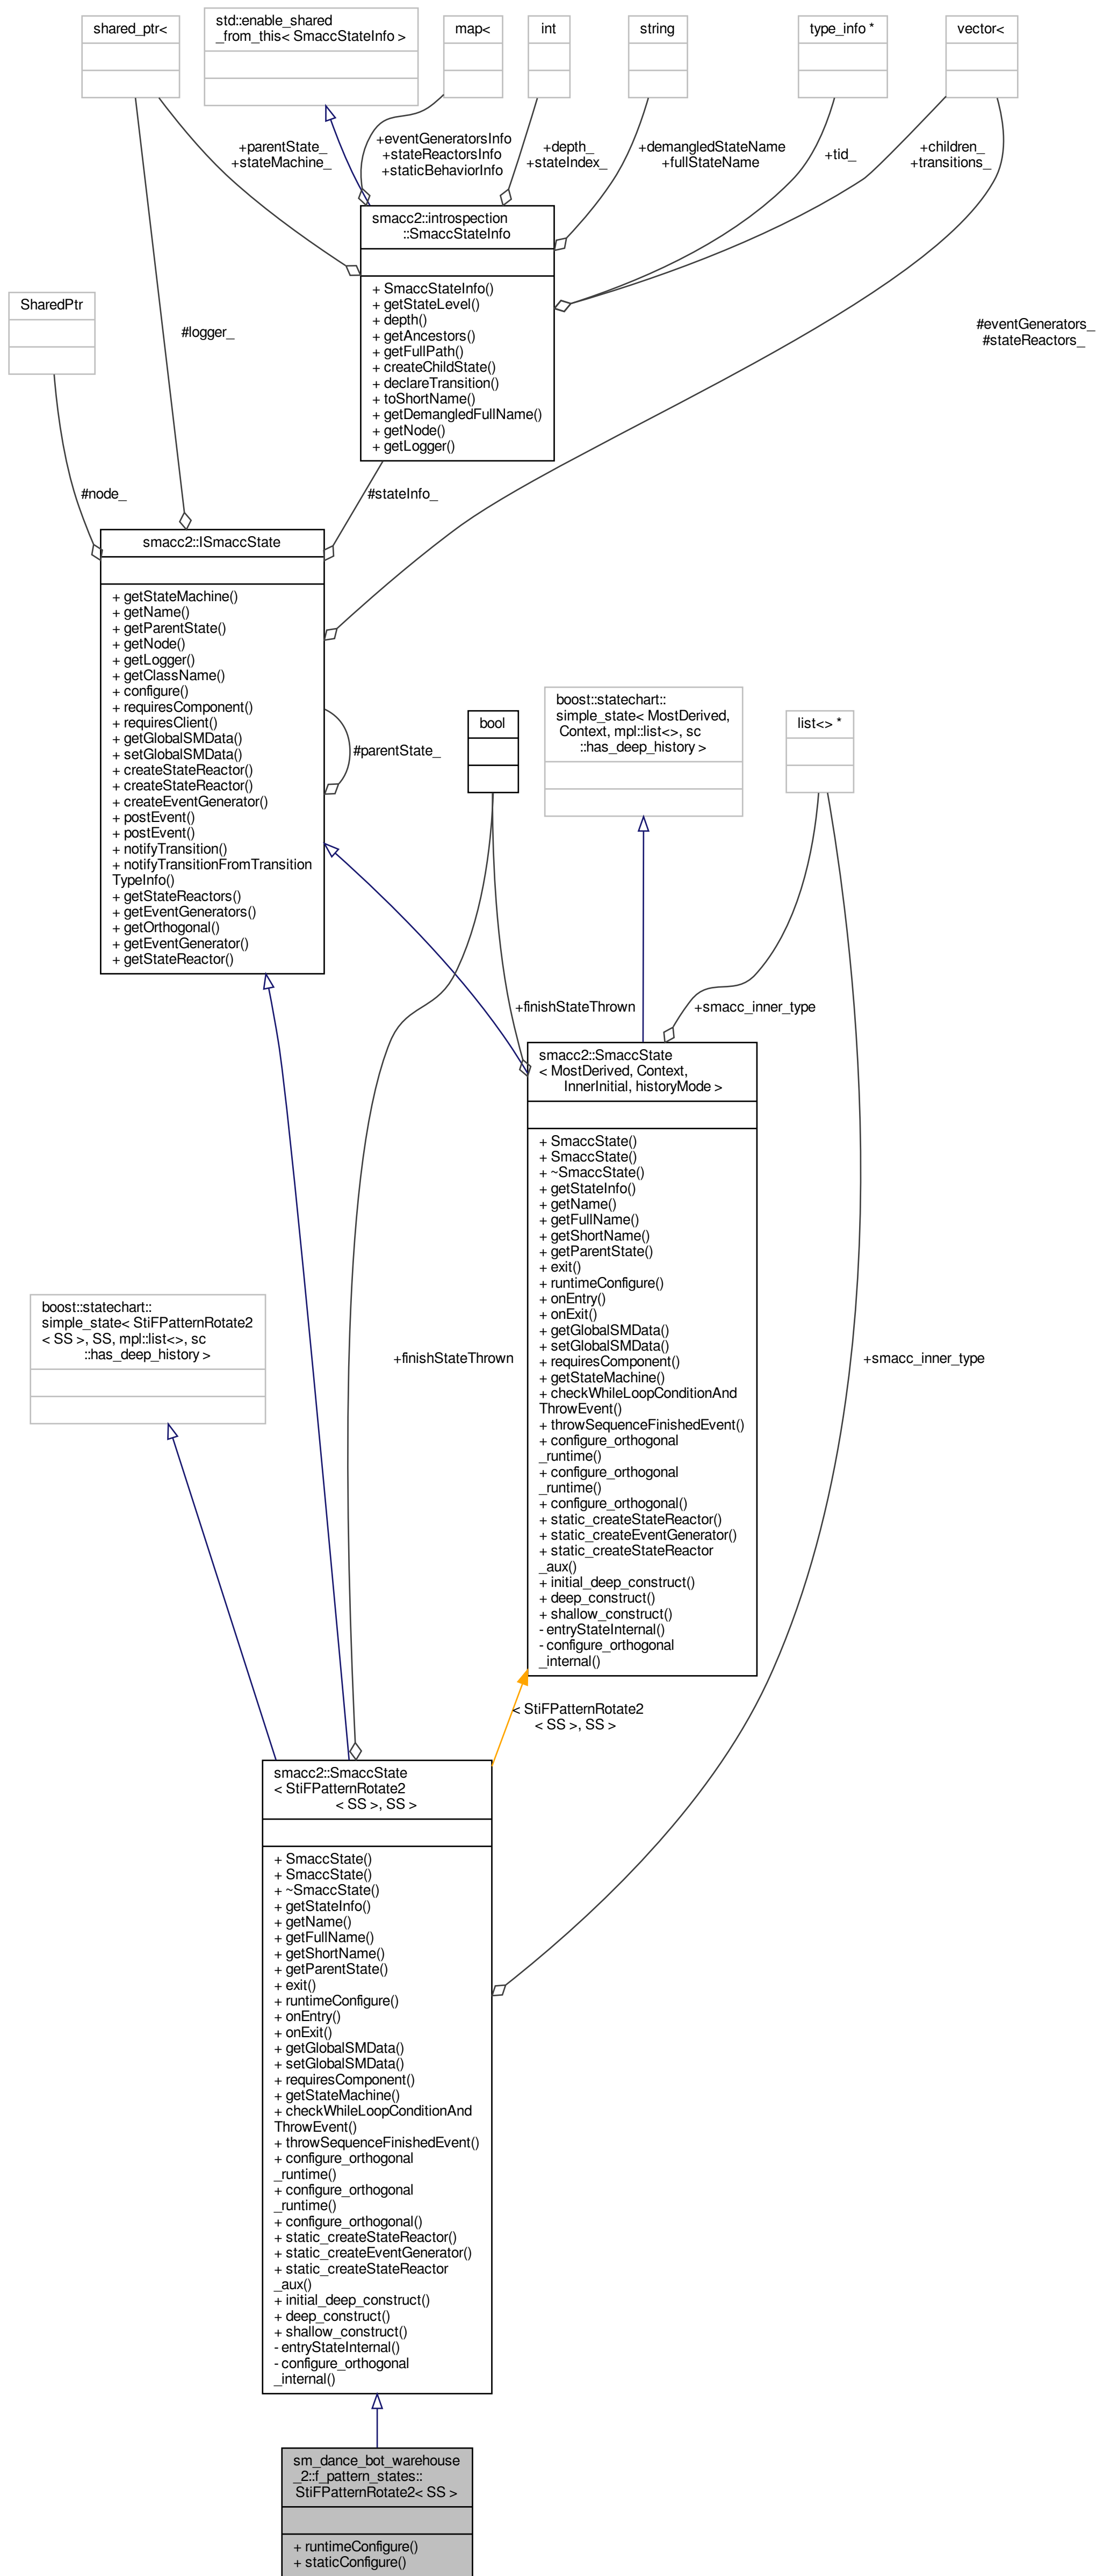 shared_ptr<
std::enable_shared
_from_this< SmaccStateInfo >
map<
int
string
type_info *
vector<
+parentState_
+stateMachine_
+eventGeneratorsInfo
+stateReactorsInfo
+staticBehaviorInfo
+depth_
+stateIndex_
+demangledStateName
+fullStateName
+tid_
+children_
+transitions_
smacc2::introspection
::SmaccStateInfo
+ SmaccStateInfo()
+ getStateLevel()
+ depth()
+ getAncestors()
+ getFullPath()
+ createChildState()
+ declareTransition()
+ toShortName()
+ getDemangledFullName()
+ getNode()
+ getLogger()
SharedPtr
#logger_
#eventGenerators_
#stateReactors_
#node_
#stateInfo_
smacc2::ISmaccState
+ getStateMachine()
+ getName()
+ getParentState()
+ getNode()
+ getLogger()
+ getClassName()
+ configure()
+ requiresComponent()
+ requiresClient()
+ getGlobalSMData()
+ setGlobalSMData()
+ createStateReactor()
+ createStateReactor()
+ createEventGenerator()
+ postEvent()
+ postEvent()
+ notifyTransition()
+ notifyTransitionFromTransition
TypeInfo()
+ getStateReactors()
+ getEventGenerators()
+ getOrthogonal()
+ getEventGenerator()
+ getStateReactor()
#parentState_
bool
boost::statechart::
simple_state< MostDerived,
Context, mpl::list<>, sc
::has_deep_history >
list<> *
+finishStateThrown
+smacc_inner_type
smacc2::SmaccState
< MostDerived, Context,
InnerInitial, historyMode >
+ SmaccState()
+ SmaccState()
+ ~SmaccState()
+ getStateInfo()
+ getName()
+ getFullName()
+ getShortName()
+ getParentState()
+ exit()
+ runtimeConfigure()
+ onEntry()
+ onExit()
+ getGlobalSMData()
+ setGlobalSMData()
+ requiresComponent()
+ getStateMachine()
+ checkWhileLoopConditionAnd
ThrowEvent()
+ throwSequenceFinishedEvent()
+ configure_orthogonal
_runtime()
+ configure_orthogonal
_runtime()
+ configure_orthogonal()
+ static_createStateReactor()
+ static_createEventGenerator()
+ static_createStateReactor
_aux()
+ initial_deep_construct()
+ deep_construct()
+ shallow_construct()
- entryStateInternal()
- configure_orthogonal
_internal()
boost::statechart::
simple_state< StiFPatternRotate2
< SS >, SS, mpl::list<>, sc
::has_deep_history >
+finishStateThrown
+smacc_inner_type
< StiFPatternRotate2
< SS >, SS >
smacc2::SmaccState
< StiFPatternRotate2
< SS >, SS >
+ SmaccState()
+ SmaccState()
+ ~SmaccState()
+ getStateInfo()
+ getName()
+ getFullName()
+ getShortName()
+ getParentState()
+ exit()
+ runtimeConfigure()
+ onEntry()
+ onExit()
+ getGlobalSMData()
+ setGlobalSMData()
+ requiresComponent()
+ getStateMachine()
+ checkWhileLoopConditionAnd
ThrowEvent()
+ throwSequenceFinishedEvent()
+ configure_orthogonal
_runtime()
+ configure_orthogonal
_runtime()
+ configure_orthogonal()
+ static_createStateReactor()
+ static_createEventGenerator()
+ static_createStateReactor
_aux()
+ initial_deep_construct()
+ deep_construct()
+ shallow_construct()
- entryStateInternal()
- configure_orthogonal
_internal()
sm_dance_bot_warehouse
_2::f_pattern_states::
StiFPatternRotate2< SS >
+ runtimeConfigure()
+ staticConfigure()